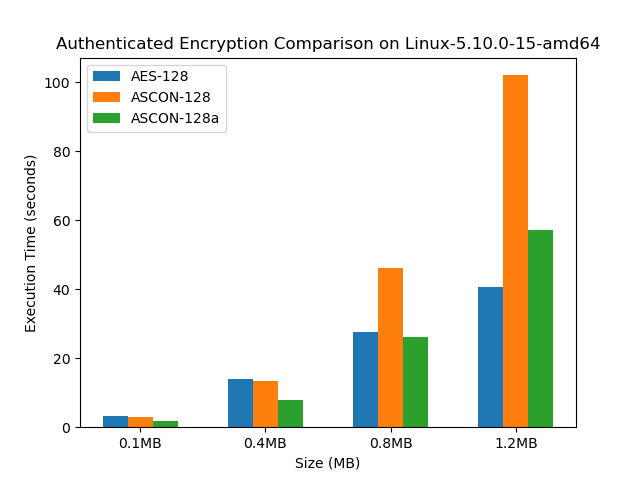 Authenticated Encryption Comparison on Linux-5.10.0-15-amd64
AES-128
ASCON-128
ASCON-128a
100
80
60
40
20
0
Execution Time (seconds)
0.1MB 0.4MB 0.8MB 1.2MB
Size (MB)